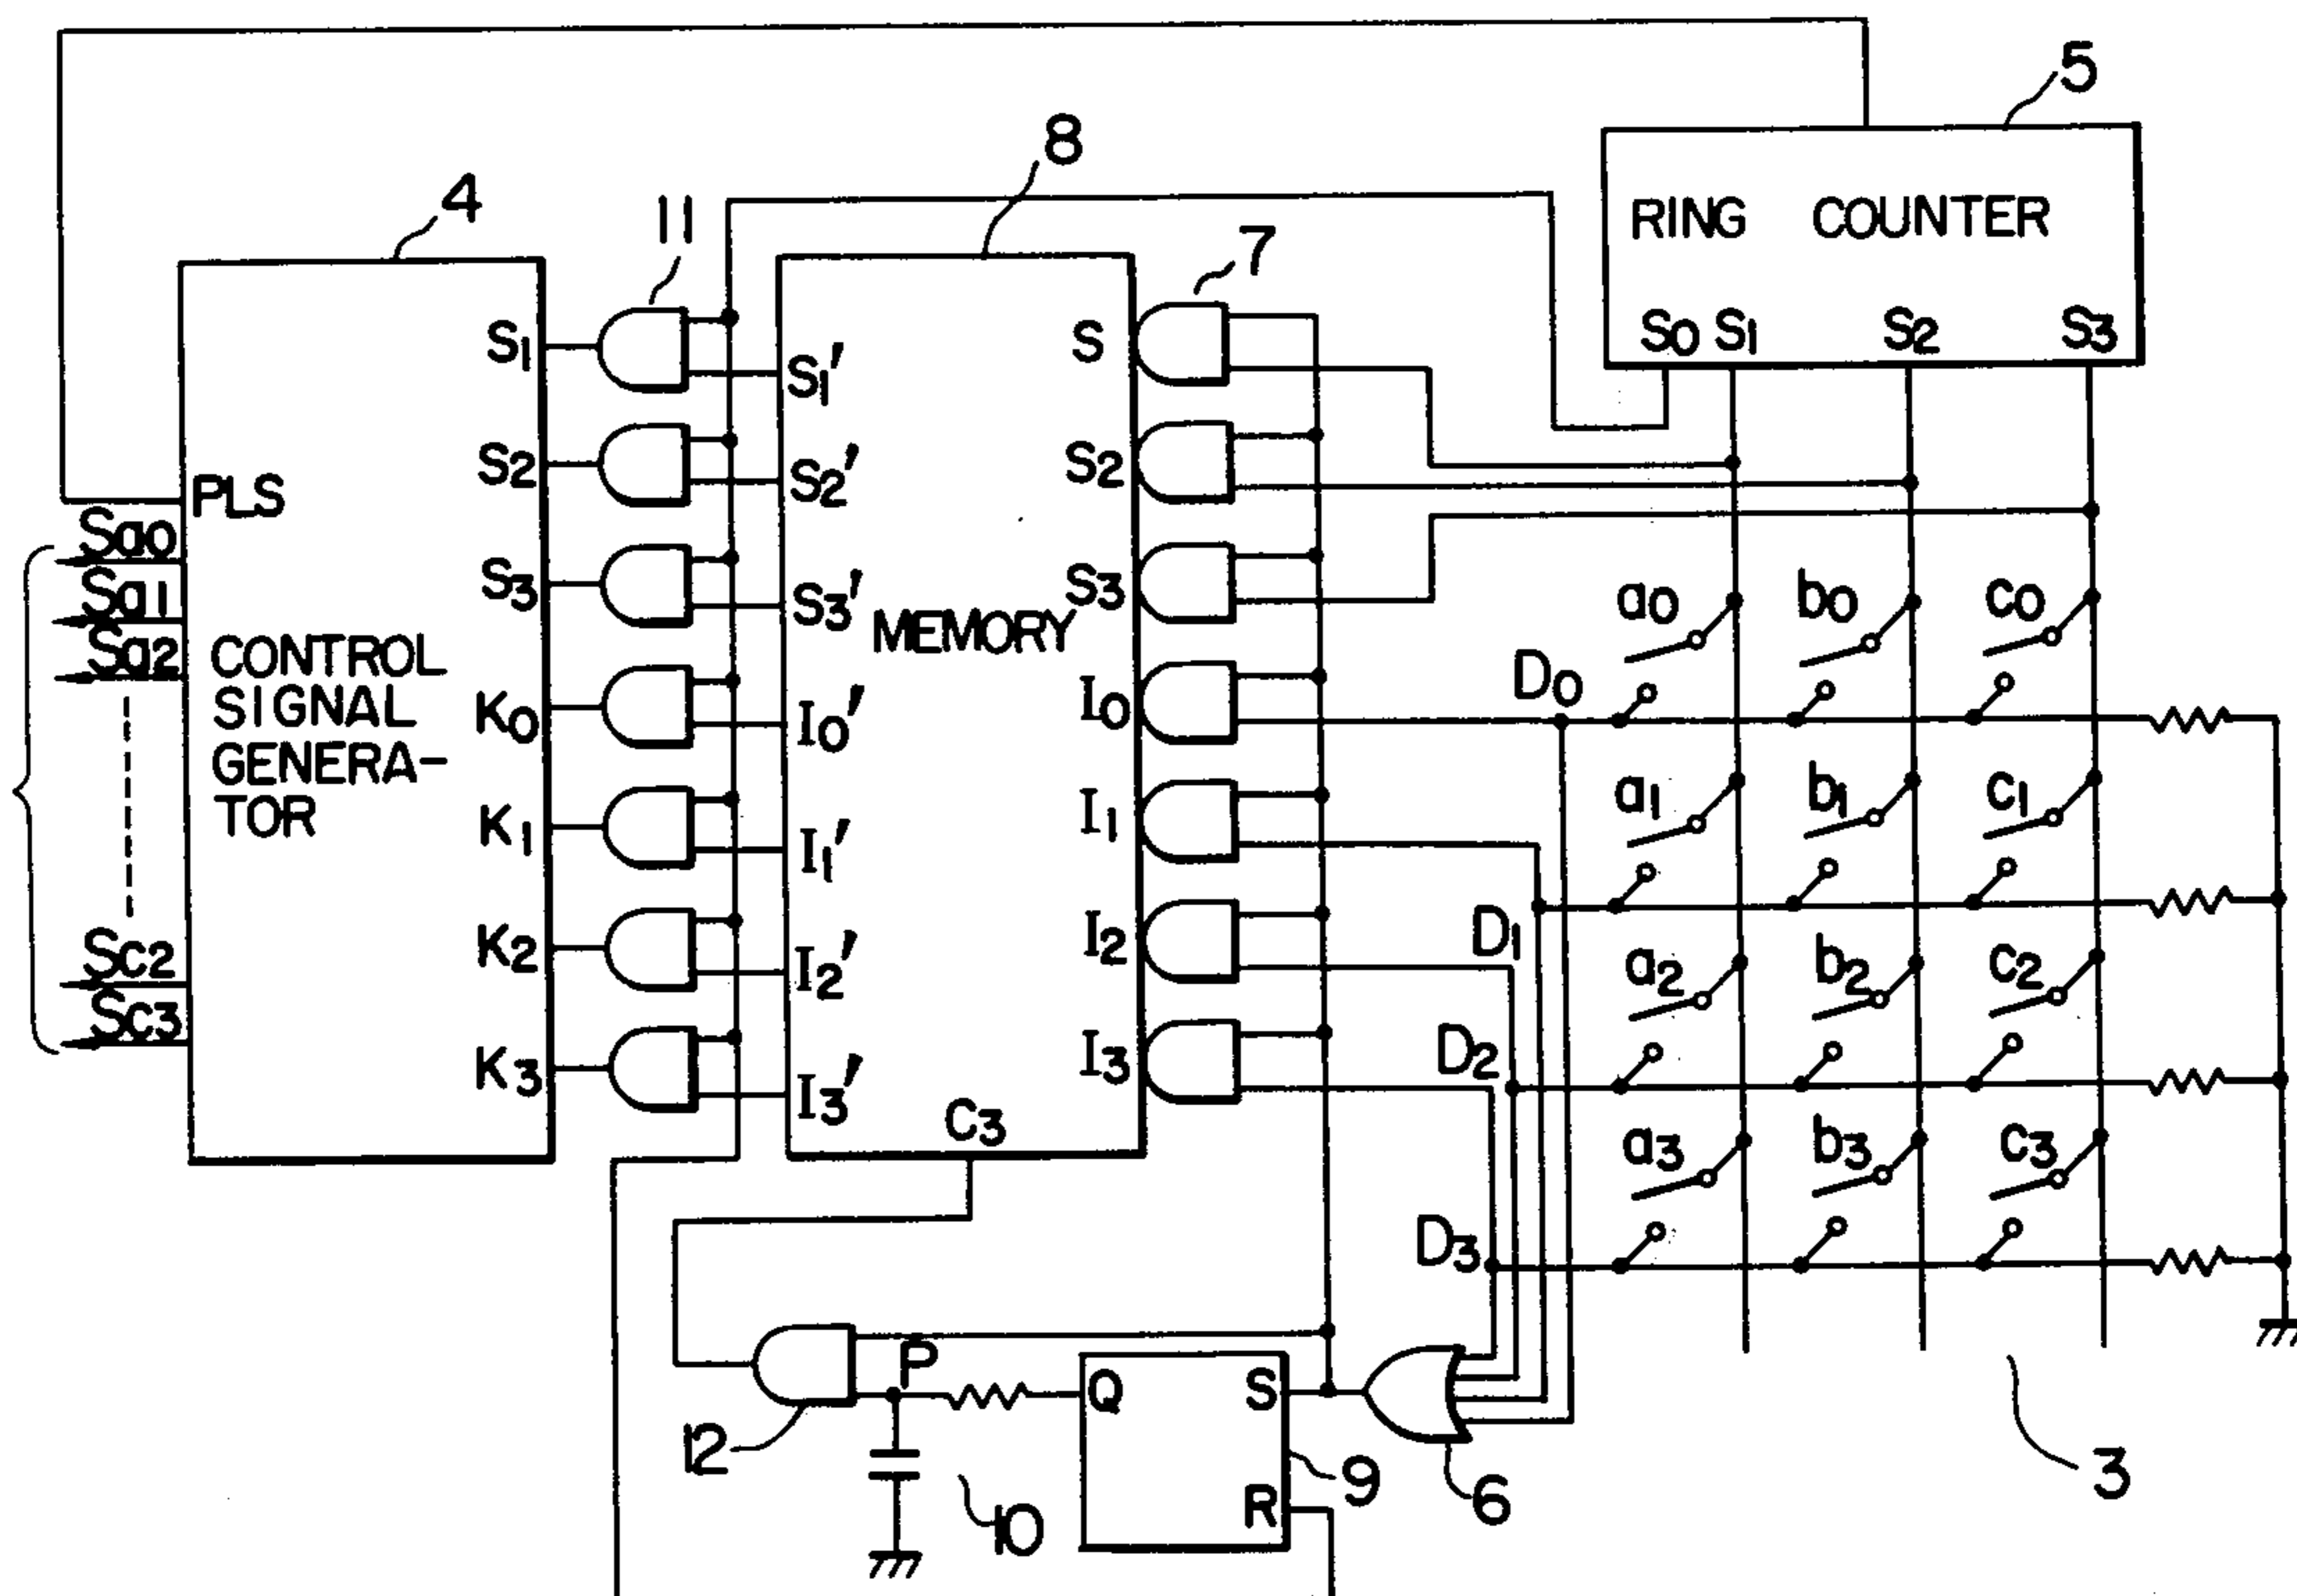 5
8
4
11
7
RING COUNTER
S0 S1 S2 S3
S1
S1'
S
S2
S2'
S2
PLS
Sa0
S3
S3'
S3
Sa1
Sa2
MEMORY
CONTROL
SIGNAL
GENERA-
TOR
a0 b0 c0
D0
K0
I0'
I0
a1 b1 c1
K1
I1'
I1
D1
K2
I2'
I2
a2 b2 c2
Sc2
Sc3
D2
K3
I3'
I3
C3
a3 b3 c3
D3
P
Q
S
12
R
10
9
6
3